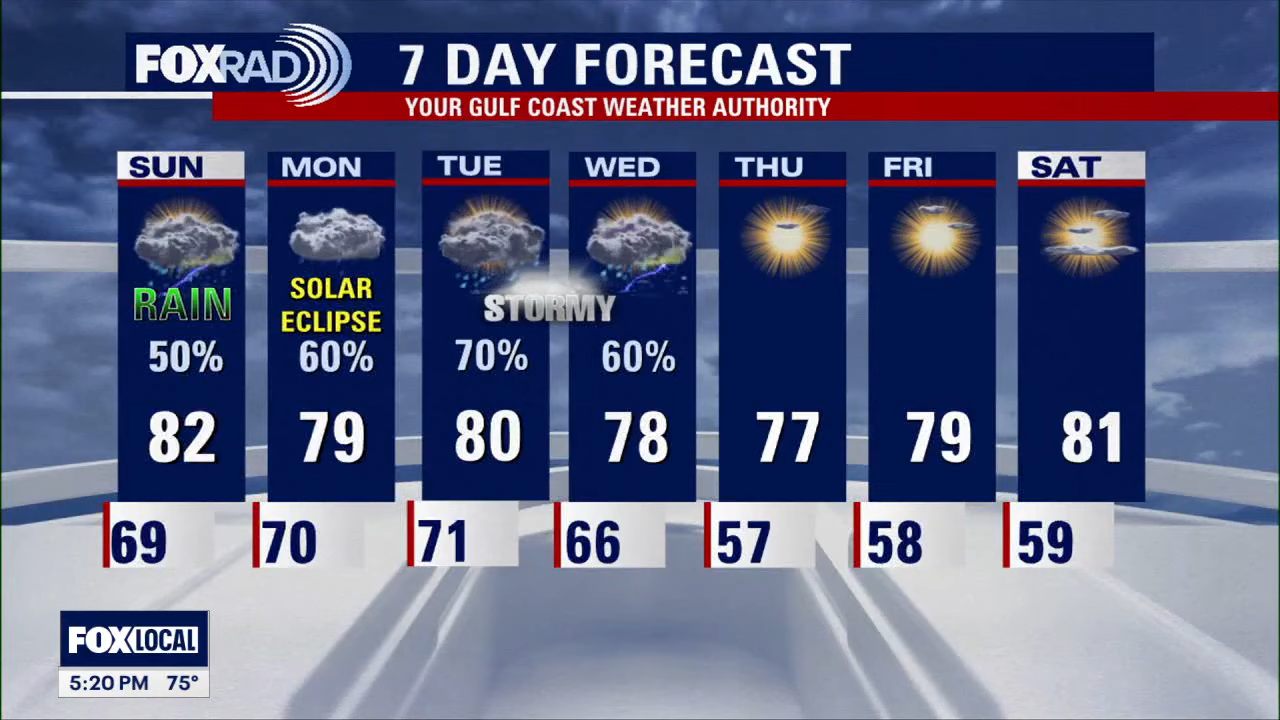 FOXRAD
7 DAY FORECAST
YOUR GULF COAST WEATHER AUTHORITY
SUN MON TUE WED THU FRI SAT
RAIN
SOLAR
ECLIPSE
STORMY
50% 60% 70% 60%
82 79 80 78 77 79 81
69 70 71 66 57 58 59
FOX LOCAL
5:20 PM 75°